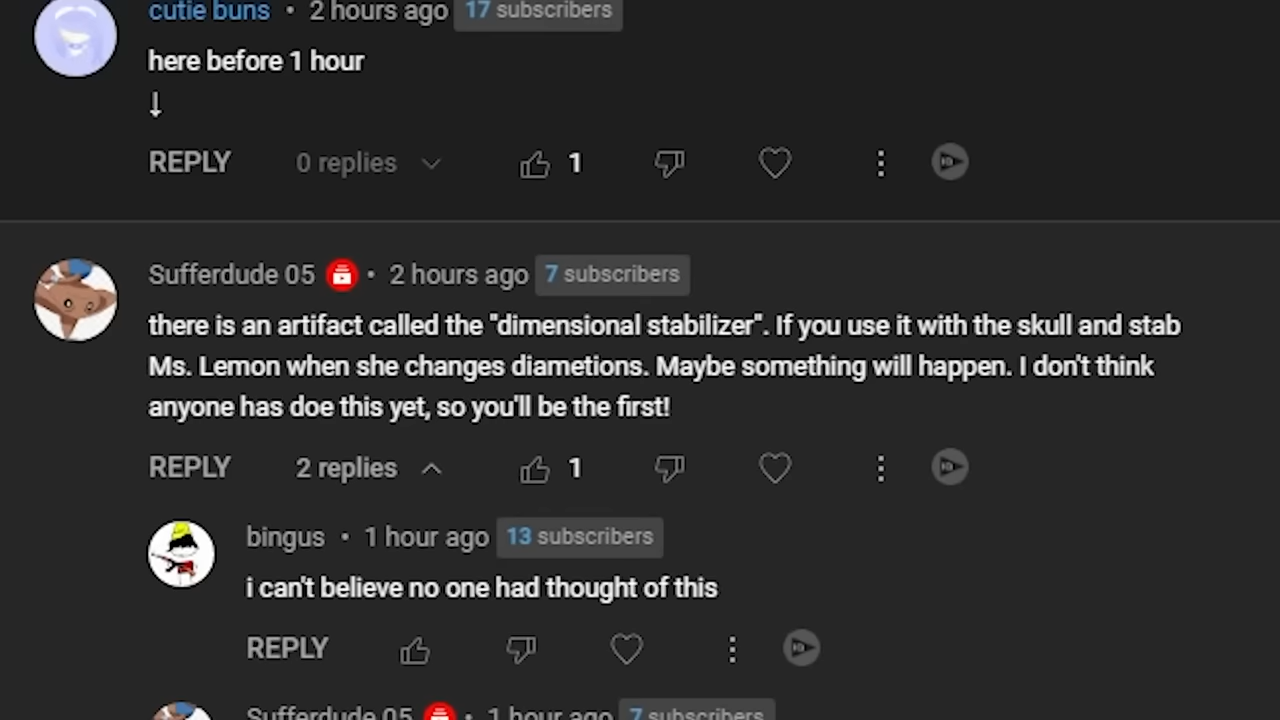 cutie buns • 2 hours ago 17 subscribers
here before 1 hour
↓
REPLY 0 replies 1
Sufferdude 05 • 2 hours ago 7 subscribers
there is an artifact called the "dimensional stabilizer". If you use it with the skull and stab
Ms. Lemon when she changes diametions. Maybe something will happen. I don't think
anyone has doe this yet, so you'll be the first!
REPLY 2 replies 1
bingus • 1 hour ago 13 subscribers
i can't believe no one had thought of this
REPLY
Sufferdude 05 • 1 hour ago 7 subscribers